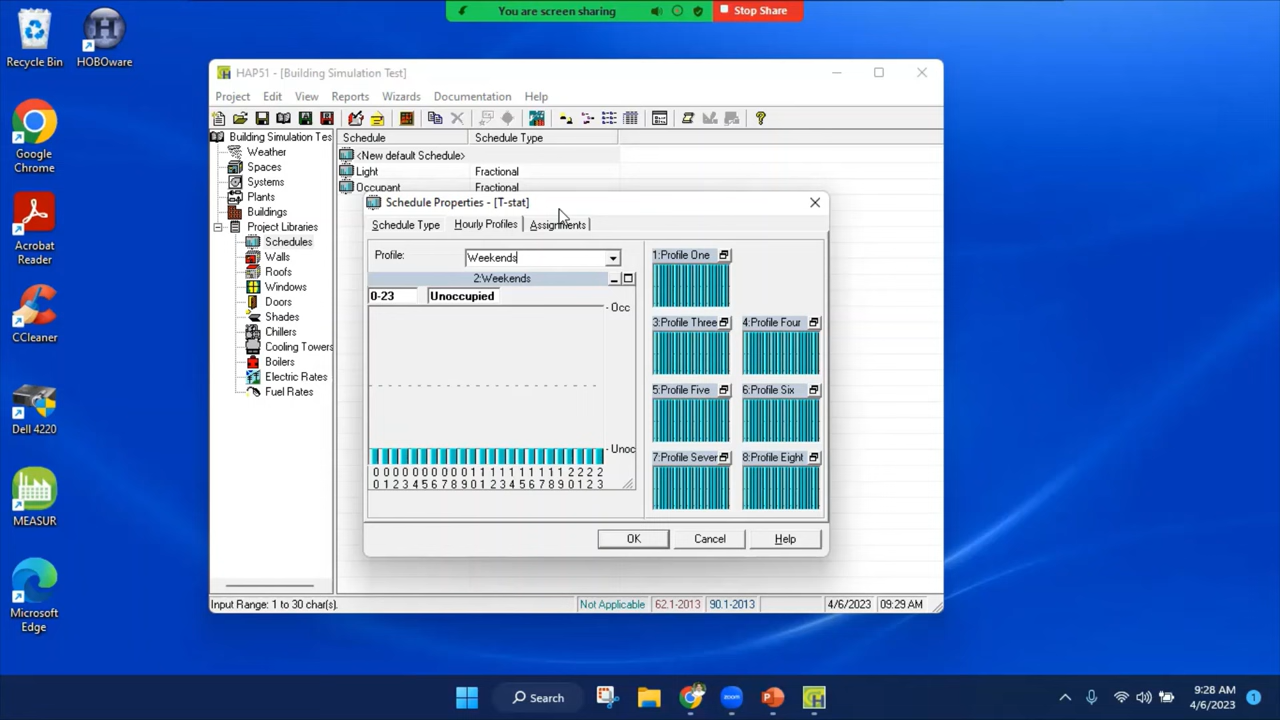 You are screen sharing
Stop Share
Recycle Bin
HOBOware
Google
Chrome
Acrobat
Reader
CCleaner
Dell 4220
MEASUR
Microsoft
Edge
HAP51 - [Building Simulation Test]
Project Edit View Reports Wizards Documentation Help
Building Simulation Tes
Weather
Spaces
Systems
Plants
Buildings
Project Libraries
Schedules
Walls
Roofs
Windows
Doors
Shades
Chillers
Cooling Towers
Boilers
Electric Rates
Fuel Rates
Schedule Schedule Type
<New default Schedule>
Light Fractional
Occupant Fractional
Schedule Properties - [T-stat]
Schedule Type Hourly Profiles Assignments
Profile: Weekends
2:Weekends
0-23 Unoccupied
- Occ
- Unoc
0 0 0 0 0 0 0 0 0 0 1 1 1 1 1 1 1 1 1 1 2 2 2 2
0 1 2 3 4 5 6 7 8 9 0 1 2 3 4 5 6 7 8 9 0 1 2 3
1:Profile One
3:Profile Three 4:Profile Four
5:Profile Five 6:Profile Six
7:Profile Sever 8:Profile Eight
OK Cancel Help
Input Range: 1 to 30 char(s). Not Applicable 62.1-2013 90.1-2013 4/6/2023 09:29 AM
Search
zoom
9:28 AM
4/6/2023
1